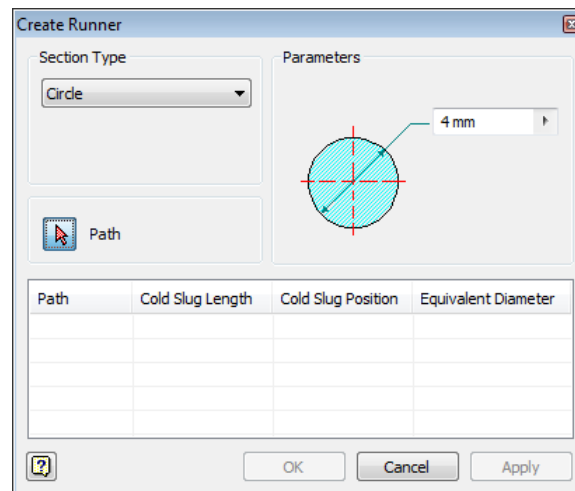 Create Runner
Section Type
Circle
Path
Parameters
4 mm
Path Cold Slug Length Cold Slug Position Equivalent Diameter
OK Cancel Apply